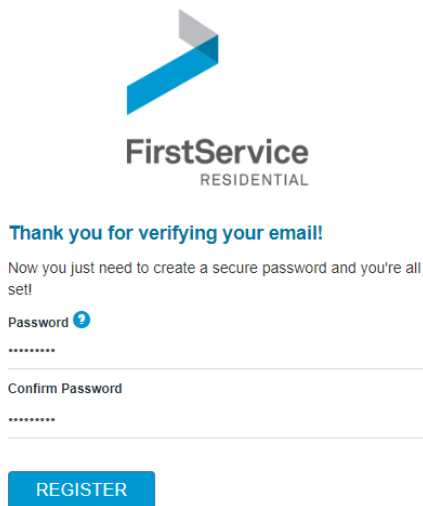 FirstService
RESIDENTIAL
Thank you for verifying your email!
Now you just need to create a secure password and you're all
set!
Password ?
•••••••••
Confirm Password
•••••••••
REGISTER